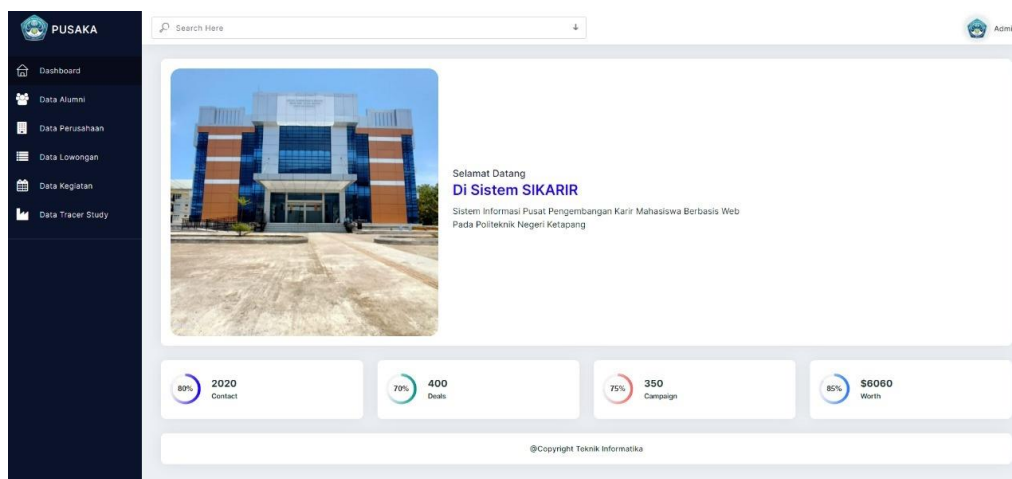 PUSAKA
Search Here
Admi
Dashboard
Data Alumni
Data Perusahaan
Data Lowongan
Data Kegiatan
Data Tracer Study
Selamat Datang
Di Sistem SIKARIR
Sistem Informasi Pusat Pengembangan Karir Mahasiswa Berbasis Web
Pada Politeknik Negeri Ketapang
80%
2020
Contact
70%
400
Deals
75%
350
Campaign
85%
$6060
Worth
@Copyright Teknik Informatika